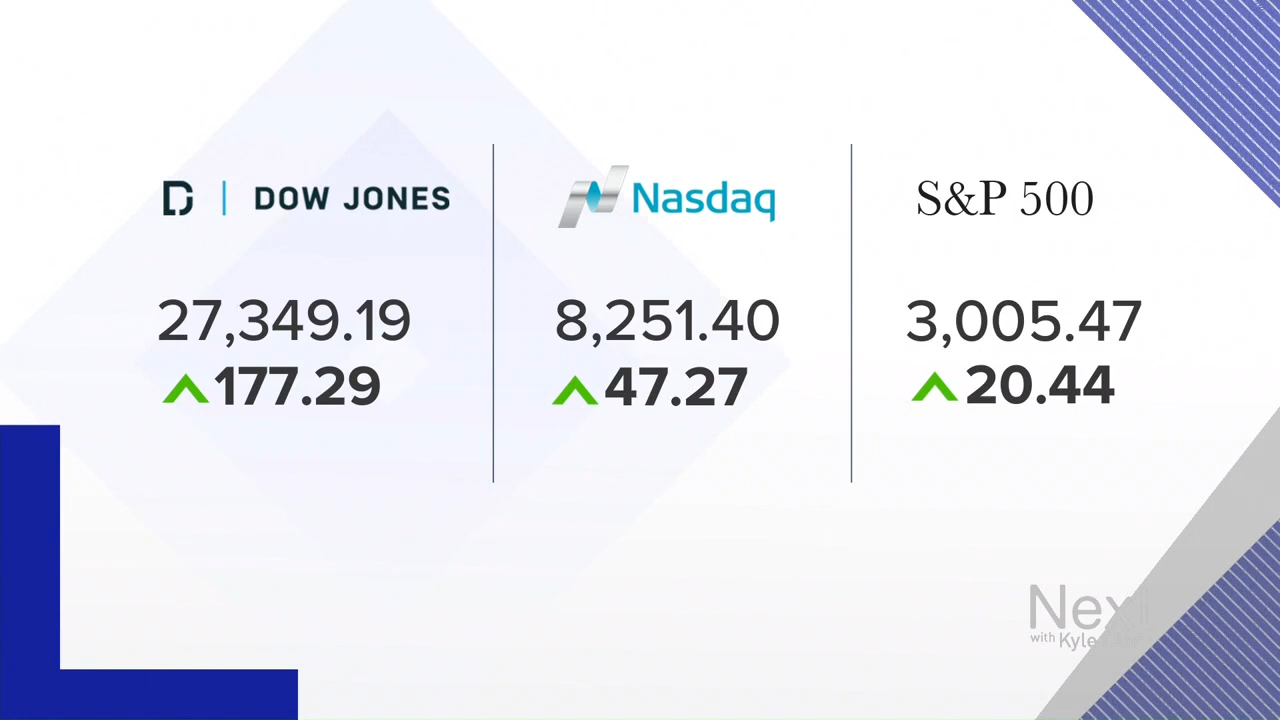 D | DOW JONES
27,349.19
177.29
Nasdaq
8,251.40
47.27
S&P 500
3,005.47
20.44
Next
with Kyle